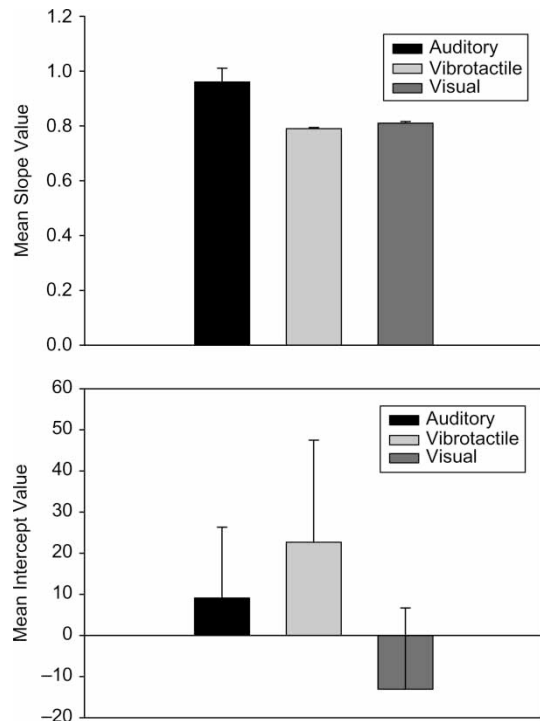 1.2
1.0
0.8
0.6
0.4
0.2
0.0
Mean Slope Value
Auditory
Vibrotactile
Visual
60
50
40
30
20
10
0
–10
–20
Mean Intercept Value
Auditory
Vibrotactile
Visual